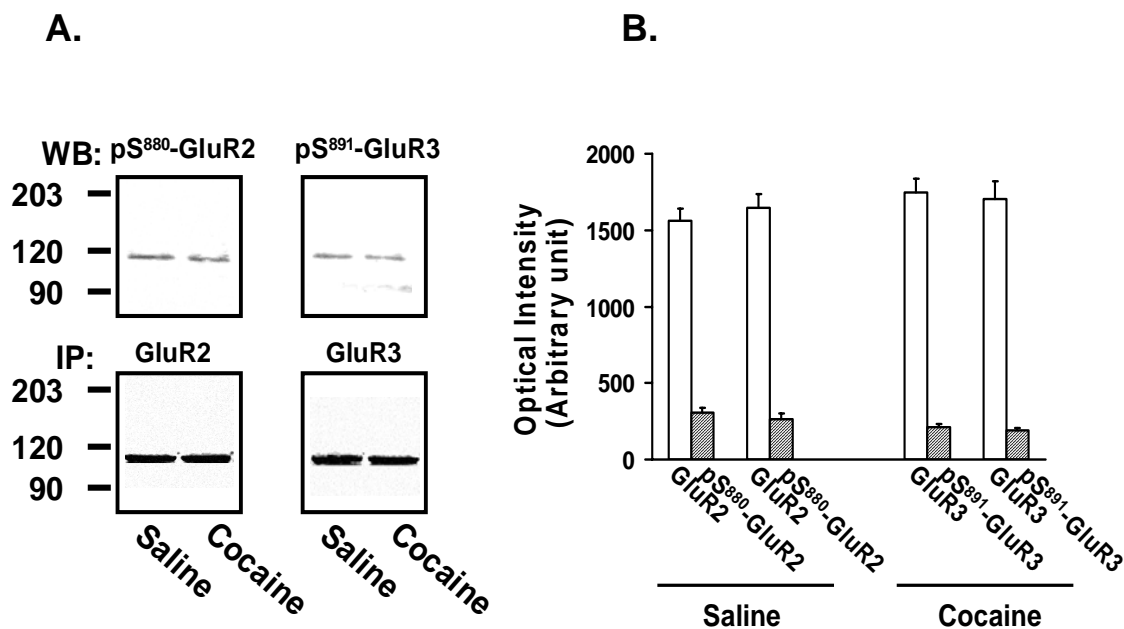 A.
WB: pS⁸⁸⁰-GluR2 pS⁸⁹¹-GluR3
203
120
90
IP: GluR2 GluR3
203
120
90
Saline Cocaine Saline Cocaine
B.
Optical Intensity
(Arbitrary unit)
2000
1500
1000
500
0
GluR2 pS⁸⁸⁰-GluR2 GluR2 pS⁸⁸⁰-GluR2 GluR3 pS⁸⁹¹-GluR3 GluR3 pS⁸⁹¹-GluR3
Saline Cocaine